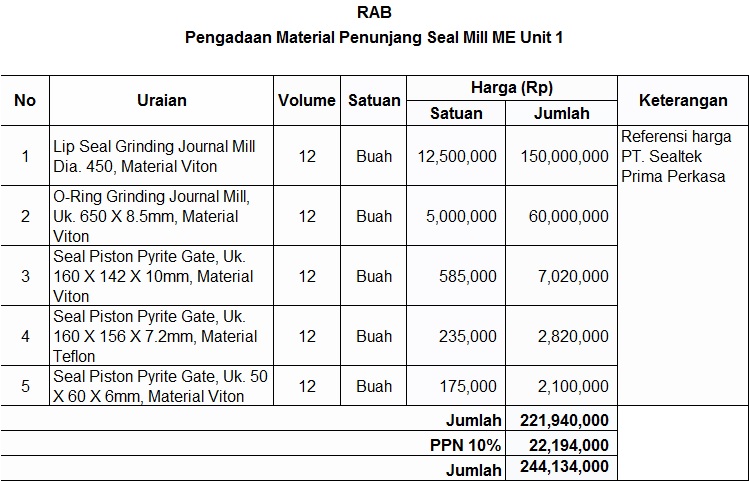 RAB
Pengadaan Material Penunjang Seal Mill ME Unit 1
No Uraian Volume Satuan Harga (Rp) Keterangan
Satuan Jumlah
1 Lip Seal Grinding Journal Mill
Dia. 450, Material Viton 12 Buah 12,500,000 150,000,000 Referensi harga
PT. Sealtek
Prima Perkasa
2 O-Ring Grinding Journal Mill,
Uk. 650 X 8.5mm, Material
Viton 12 Buah 5,000,000 60,000,000
3 Seal Piston Pyrite Gate, Uk.
160 X 142 X 10mm, Material
Viton 12 Buah 585,000 7,020,000
4 Seal Piston Pyrite Gate, Uk.
160 X 156 X 7.2mm, Material
Teflon 12 Buah 235,000 2,820,000
5 Seal Piston Pyrite Gate, Uk. 50
X 60 X 6mm, Material Viton 12 Buah 175,000 2,100,000
Jumlah 221,940,000
PPN 10% 22,194,000
Jumlah 244,134,000